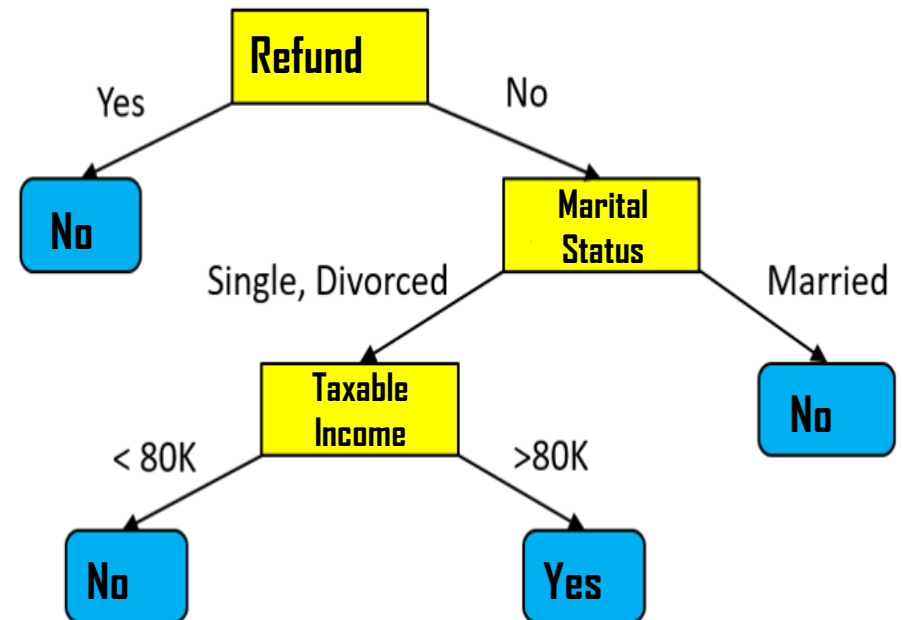 Refund
Yes
No
No
Marital
Status
Single, Divorced
Married
Taxable
Income
No
< 80K
>80K
No
Yes